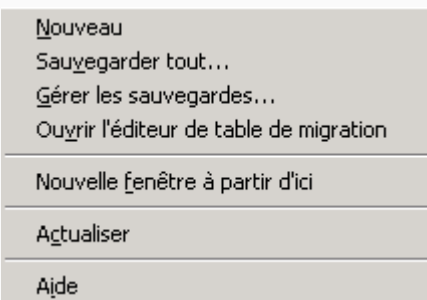 Nouveau
Sauvegarder tout...
Gérer les sauvegardes...
Ouvrir l'éditeur de table de migration
Nouvelle fenêtre à partir d'ici
Actualiser
Aide